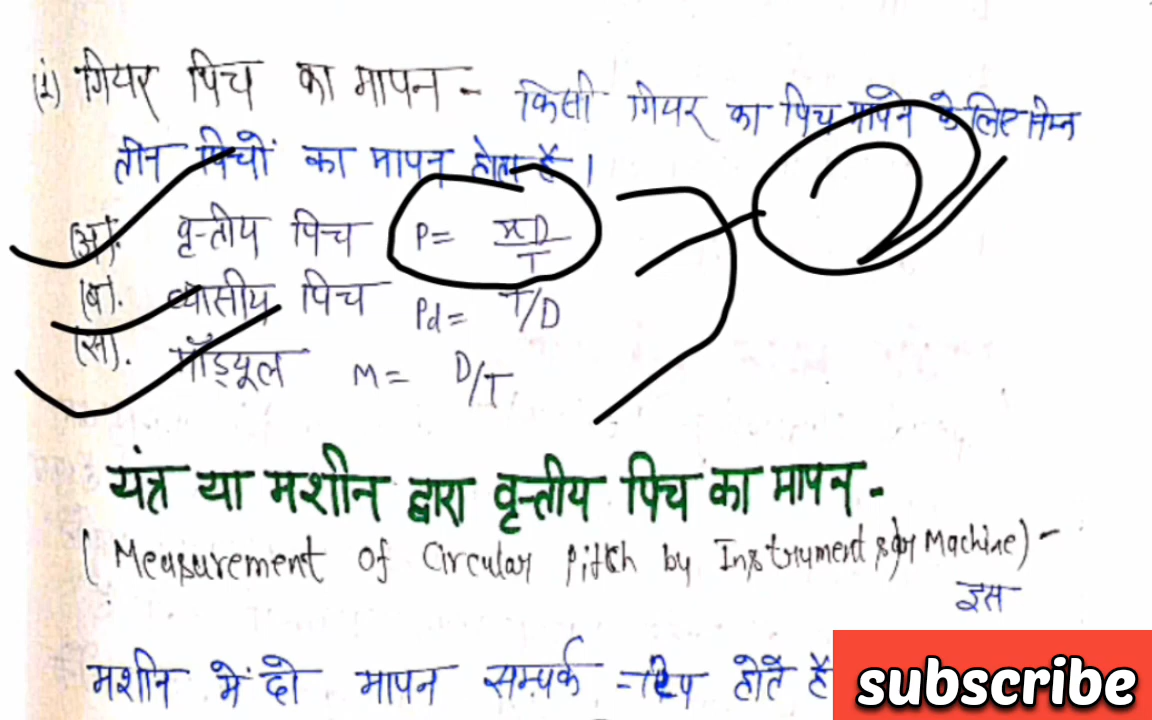 (i) गियर पिच का मापन - किसी गियर का पिच मापने के लिए निम्न
तीन पिचों का मापन होता है।
(अ). वृत्तीय पिच P = πD/T
(ब). व्यासीय पिच Pd = T/D
(स). मॉड्यूल M = D/T
यंत्र या मशीन द्वारा वृत्तीय पिच का मापन -
(Measurement of Circular Pitch by Instruments or Machine) -
इस
मशीन में दो मापन सम्पर्क टिप होते है
subscribe